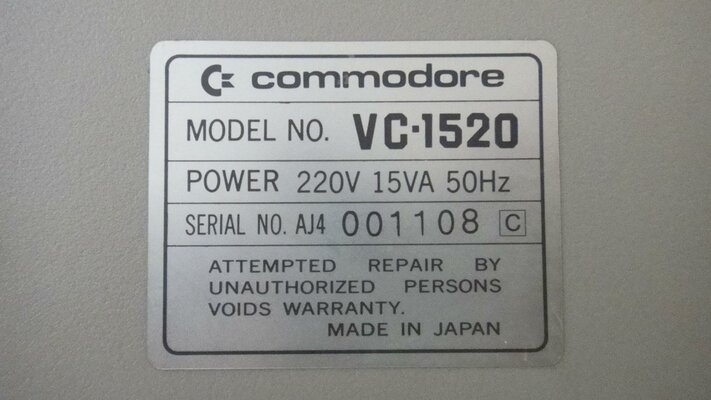 commodore
MODEL NO. VC-1520
POWER 220V 15VA 50Hz
SERIAL NO. AJ4 001108 C
ATTEMPTED REPAIR BY
UNAUTHORIZED PERSONS
VOIDS WARRANTY.
MADE IN JAPAN